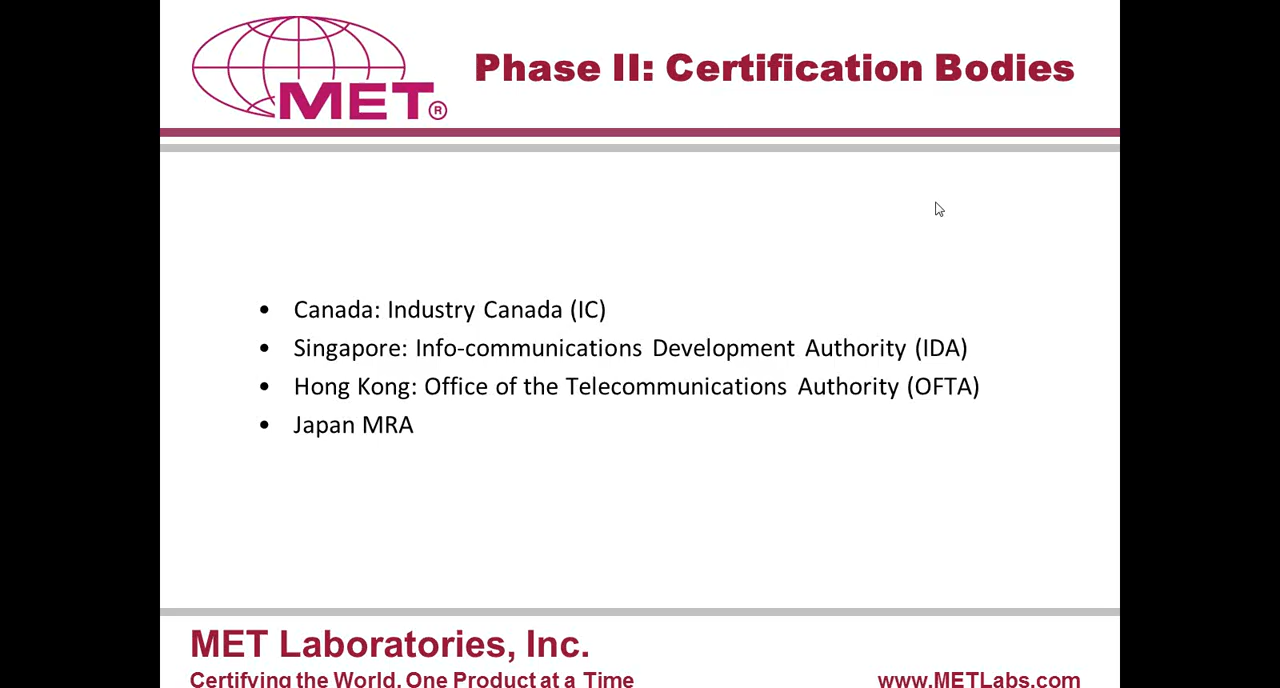 MET®
Phase II: Certification Bodies
• Canada: Industry Canada (IC)
• Singapore: Info-communications Development Authority (IDA)
• Hong Kong: Office of the Telecommunications Authority (OFTA)
• Japan MRA
MET Laboratories, Inc.
Certifying the World, One Product at a Time
www.METLabs.com